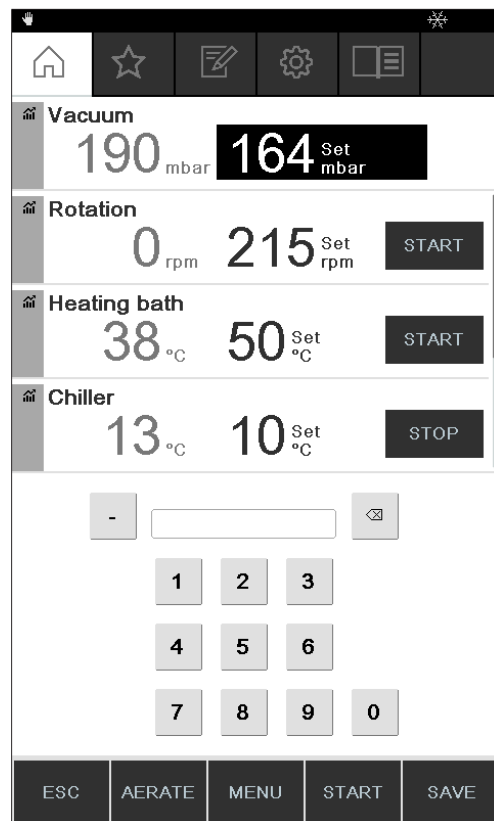 Vacuum
190 mbar 164 Set mbar
Rotation
0 rpm 215 Set rpm START
Heating bath
38 °C 50 Set °C START
Chiller
13 °C 10 Set °C STOP
-
1 2 3
4 5 6
7 8 9 0
ESC AERATE MENU START SAVE